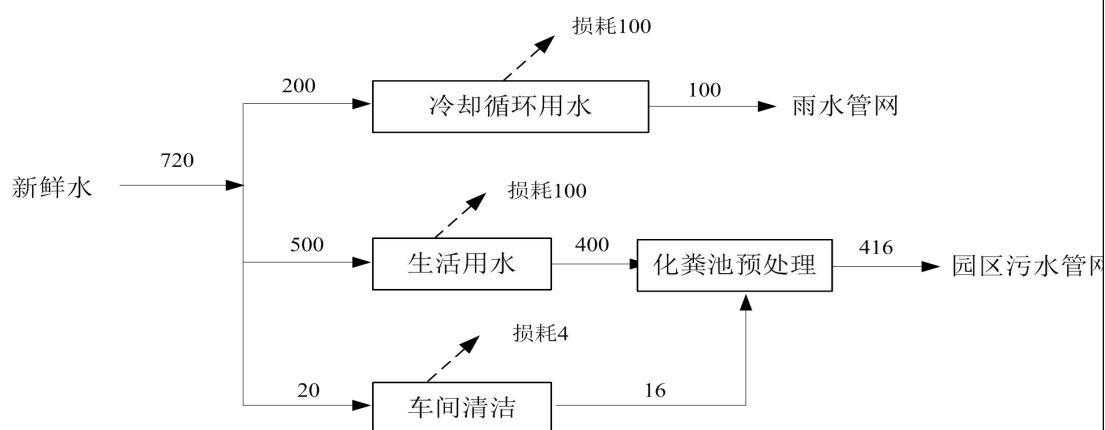 损耗100
200
冷却循环用水
100
雨水管网
720
新鲜水
损耗100
500
生活用水
400
化粪池预处理
416
园区污水管网
损耗4
20
车间清洁
16